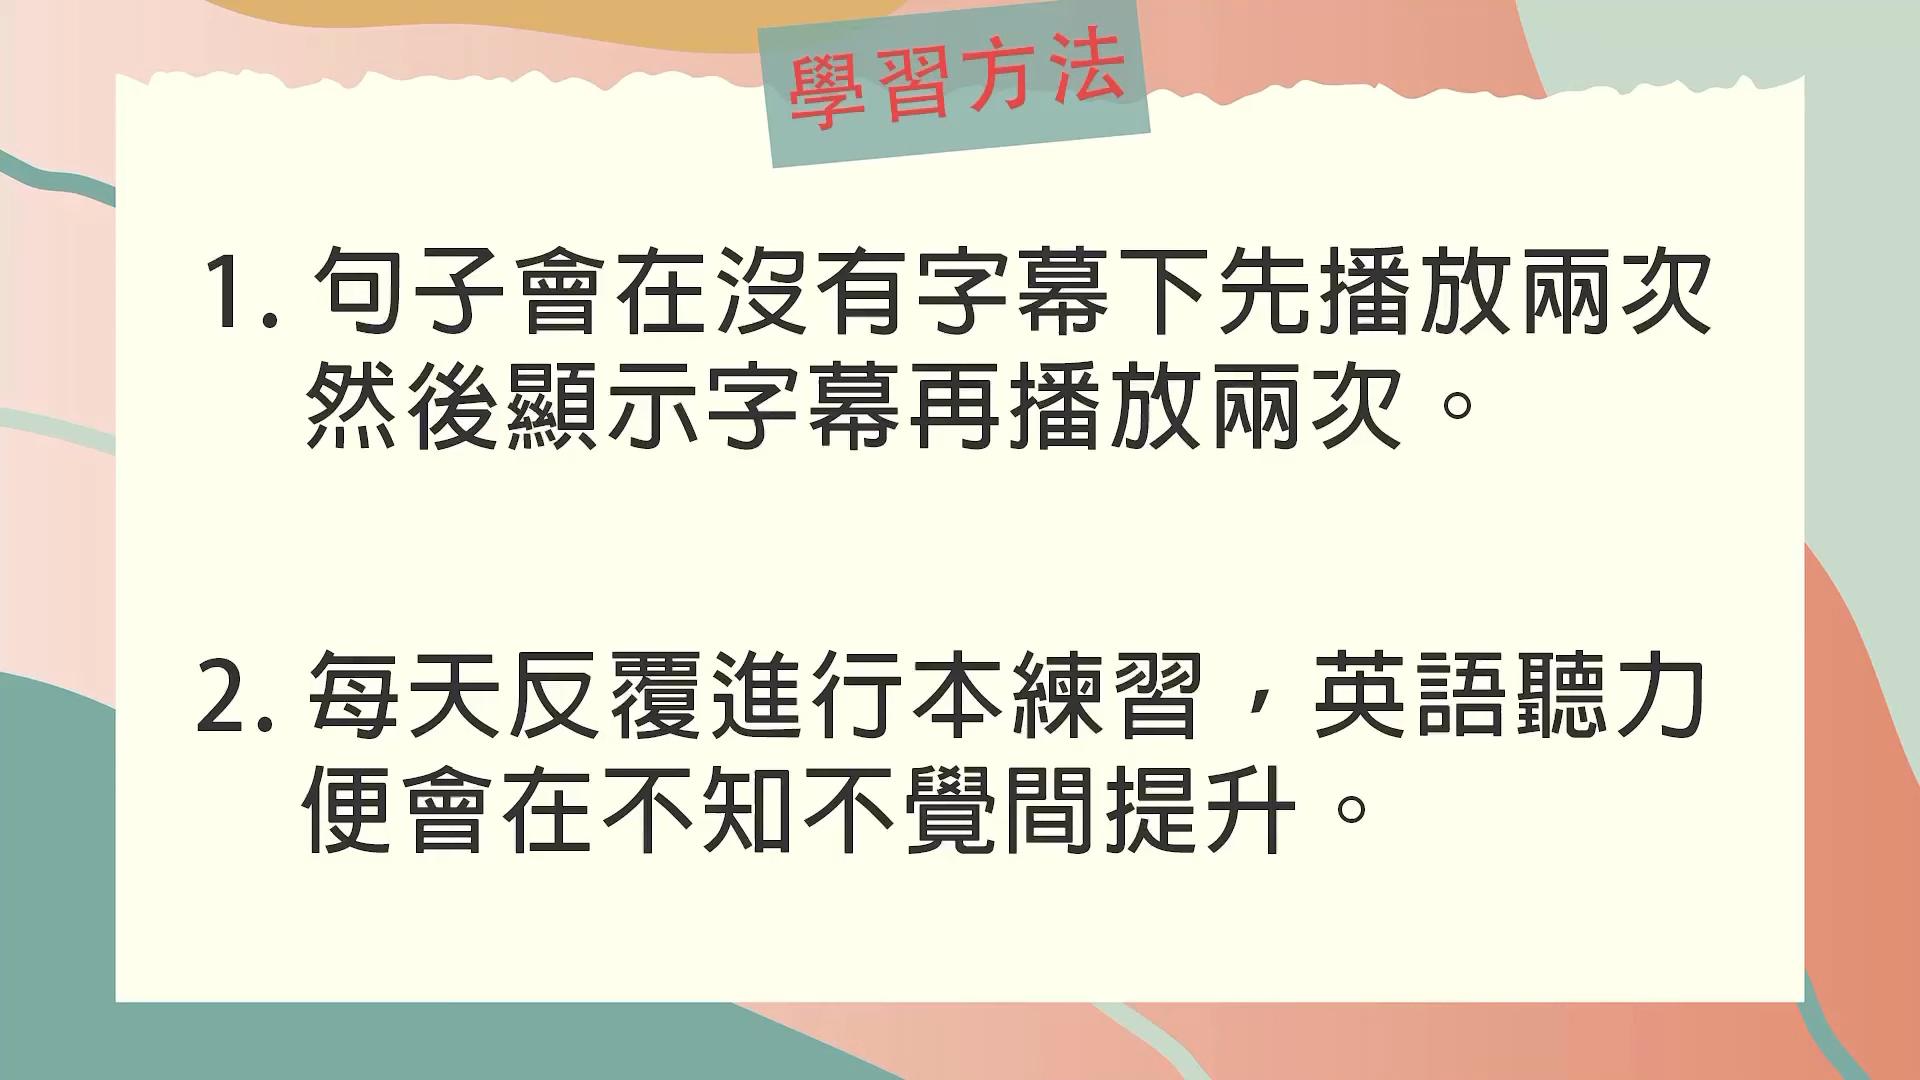 學習方法
1. 句子會在沒有字幕下先播放兩次
然後顯示字幕再播放兩次。
2. 每天反覆進行本練習，英語聽力
便會在不知不覺間提升。